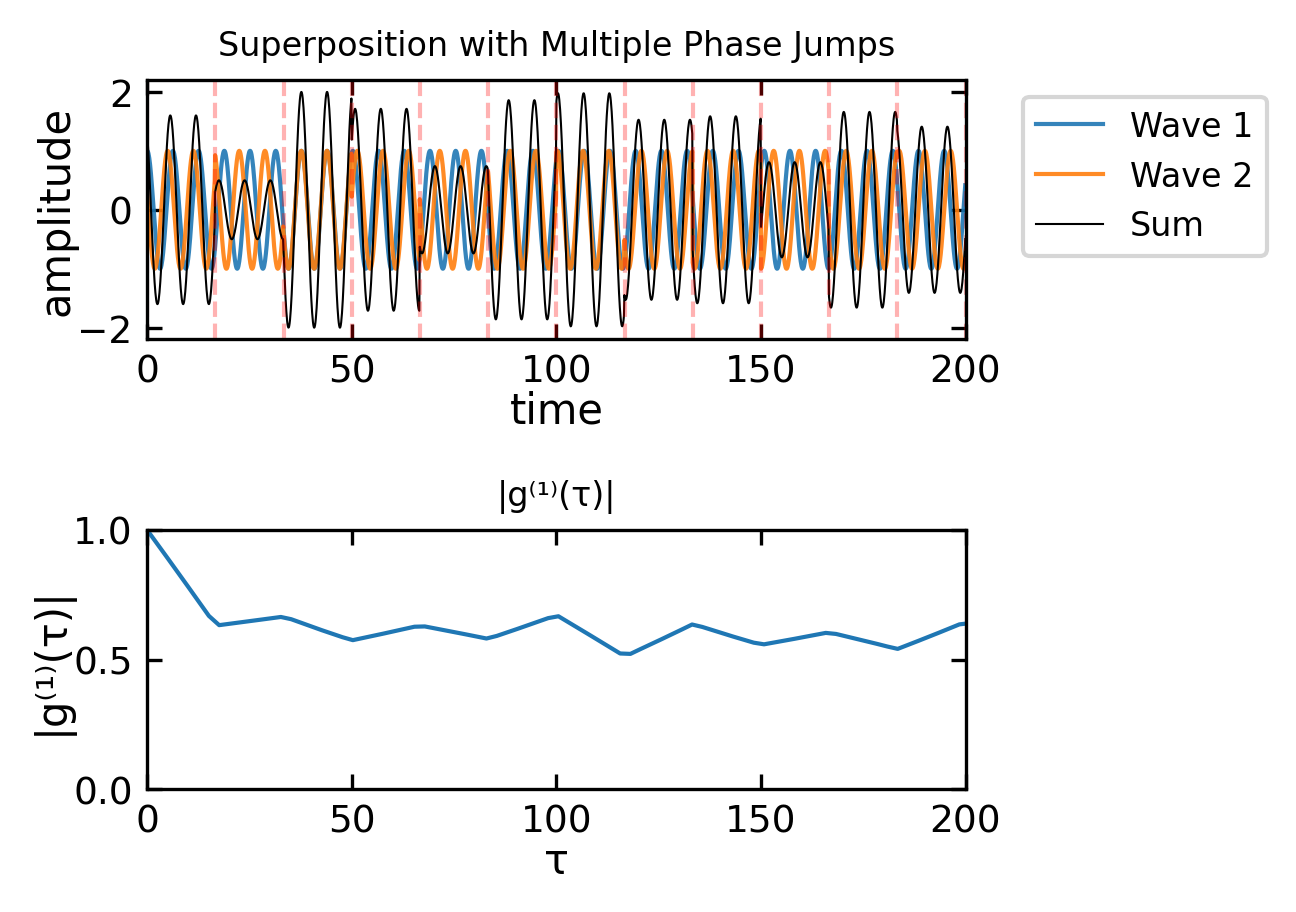 Superposition with Multiple Phase Jumps
2
0
−2
amplitude
0 50 100 150 200
time
Wave 1
Wave 2
Sum
|g⁽¹⁾(τ)|
1.0
0.5
0.0
|g⁽¹⁾(τ)|
0 50 100 150 200
τ